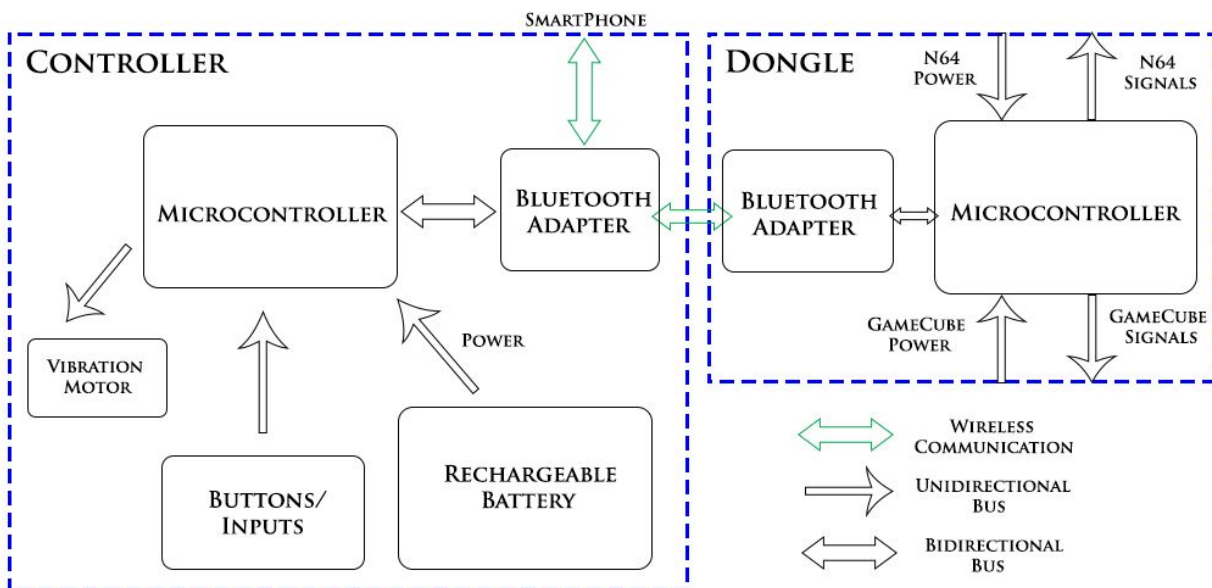 SMARTPHONE
CONTROLLER
MICROCONTROLLER
BLUETOOTH
ADAPTER
VIBRATION
MOTOR
POWER
BUTTONS/
INPUTS
RECHARGEABLE
BATTERY
DONGLE
N64
POWER
N64
SIGNALS
BLUETOOTH
ADAPTER
MICROCONTROLLER
GAMECUBE
POWER
GAMECUBE
SIGNALS
WIRELESS
COMMUNICATION
UNIDIRECTIONAL
BUS
BIDIRECTIONAL
BUS